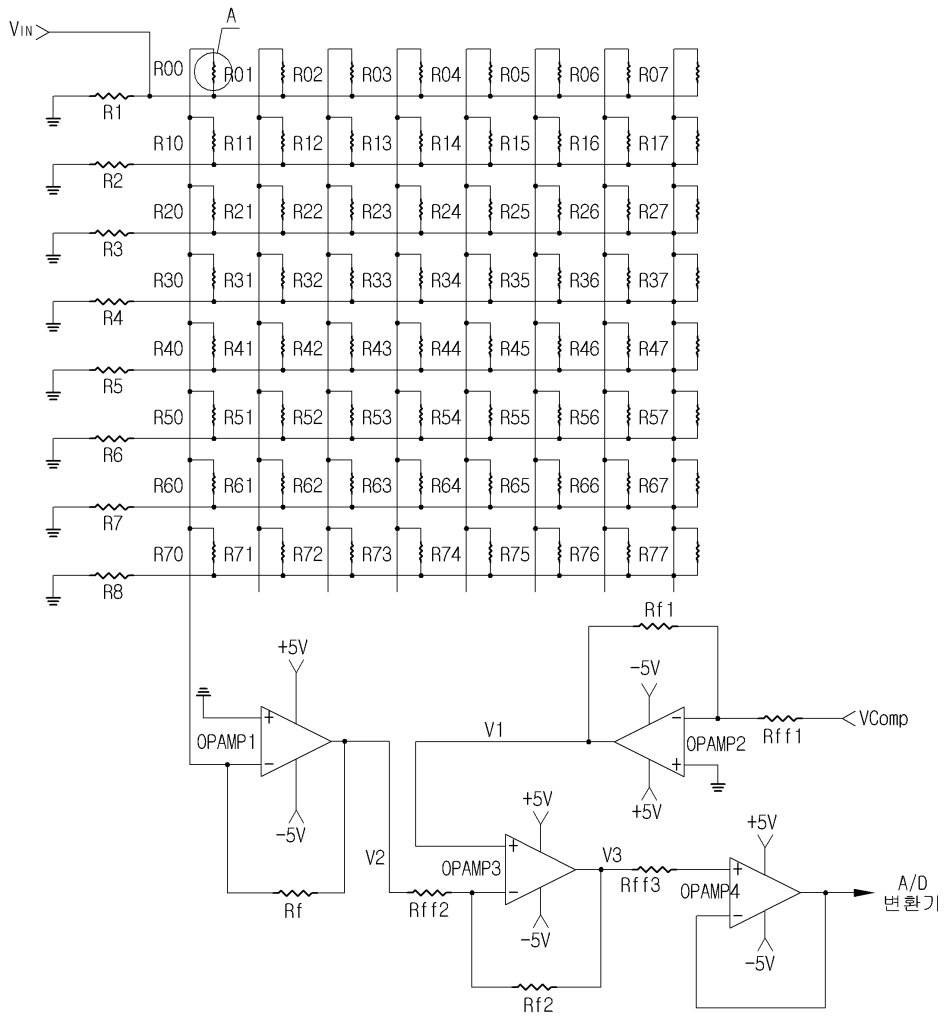 A
VIN
R00 R01 R02 R03 R04 R05 R06 R07
R1
R10 R11 R12 R13 R14 R15 R16 R17
R2
R20 R21 R22 R23 R24 R25 R26 R27
R3
R30 R31 R32 R33 R34 R35 R36 R37
R4
R40 R41 R42 R43 R44 R45 R46 R47
R5
R50 R51 R52 R53 R54 R55 R56 R57
R6
R60 R61 R62 R63 R64 R65 R66 R67
R7
R70 R71 R72 R73 R74 R75 R76 R77
R8
Rf1
+5V
-5V
+
OPAMP1
-
-5V
Rf
V1
-
OPAMP2
+
+5V
Rff1
VComp
V2
Rff2
+5V
+
OPAMP3
-
-5V
Rf2
V3
Rff3
+5V
+
OPAMP4
-
-5V
A/D
변환기